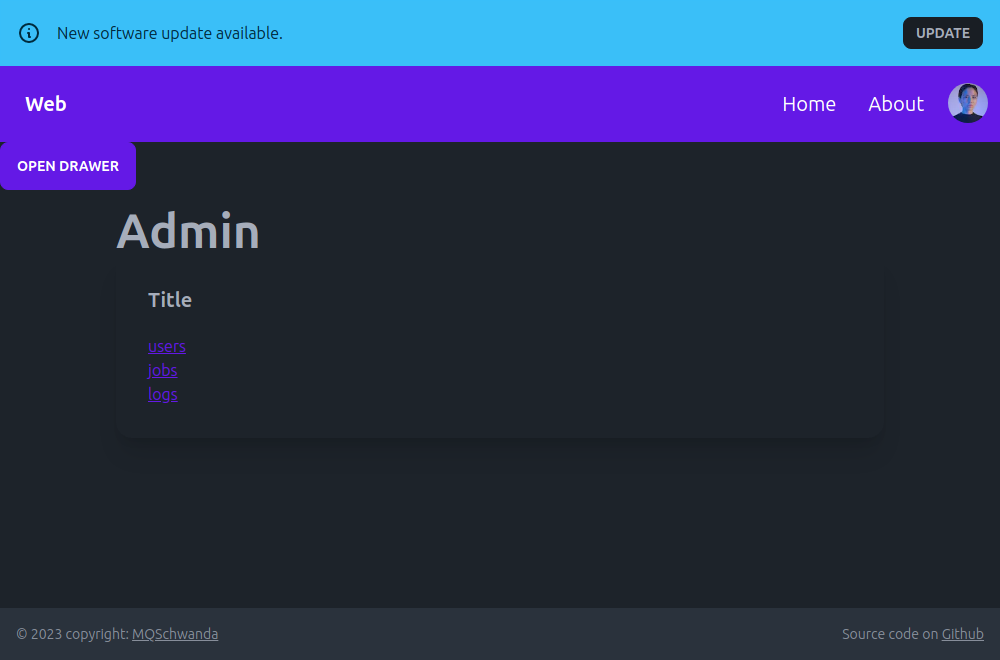 New software update available.
UPDATE
Web
Home
About
OPEN DRAWER
Admin
Title
users
jobs
logs
© 2023 copyright: MQSchwanda
Source code on Github